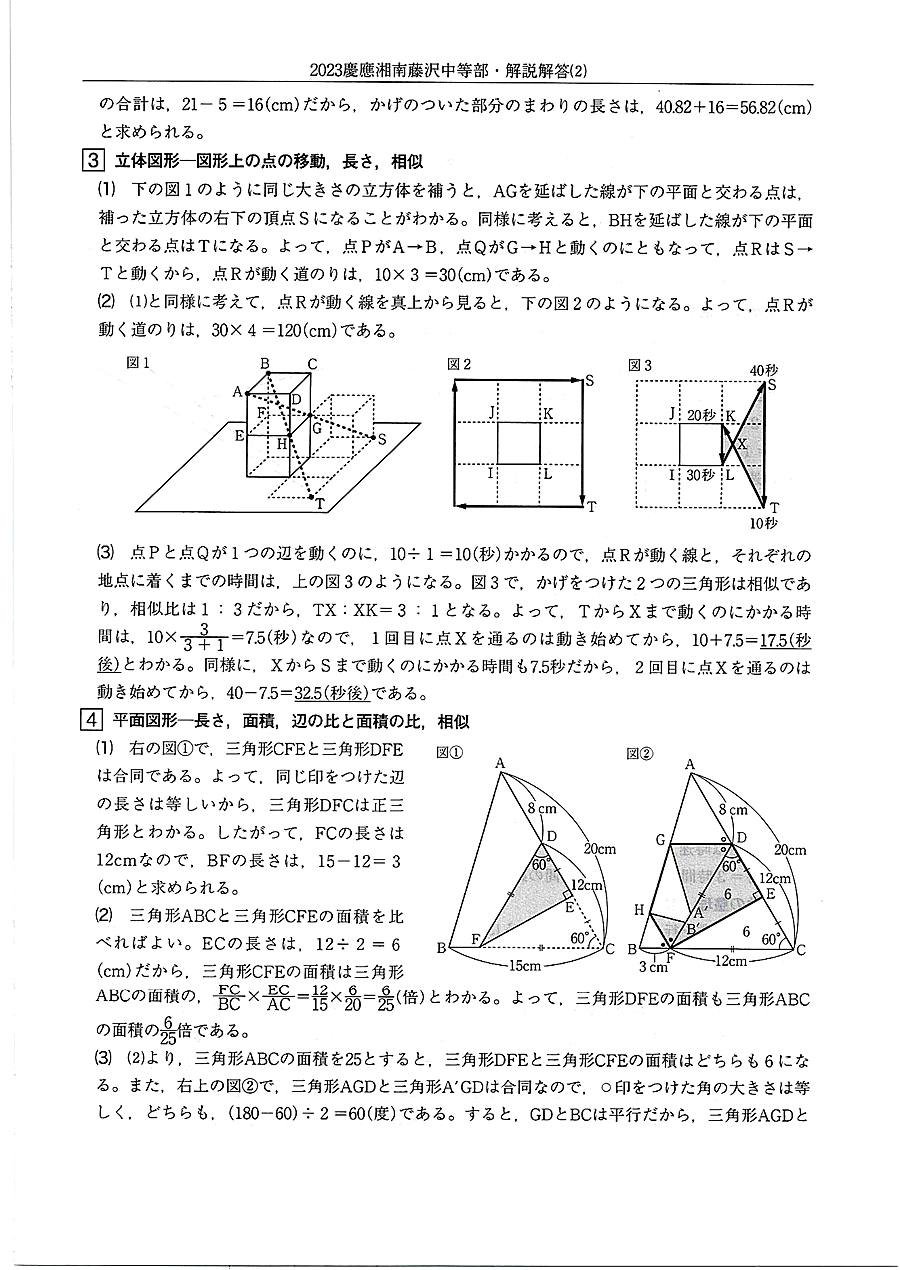 2023慶應湘南藤沢中等部・解説解答(2)
の合計は，21－5＝16(cm)だから，かげのついた部分のまわりの長さは，40.82＋16＝56.82(cm)
と求められる。
3 立体図形―図形上の点の移動，長さ，相似
(1) 下の図1のように同じ大きさの立方体を補うと，AGを延ばした線が下の平面と交わる点は，
補った立方体の右下の頂点Sになることがわかる。同様に考えると，BHを延ばした線が下の平面
と交わる点はTになる。よって，点PがA→B，点QがG→Hと動くのにともなって，点RはS→
Tと動くから，点Rが動く道のりは，10×3＝30(cm)である。
(2) (1)と同様に考えて，点Rが動く線を真上から見ると，下の図2のようになる。よって，点Rが
動く道のりは，30×4＝120(cm)である。
図1
B
C
A
D
F
G
E
H
S
T
図2
S
J
K
I
L
T
図3
40秒
S
J
20秒
K
X
I
30秒
L
T
10秒
(3) 点Pと点Qが1つの辺を動くのに，10÷1＝10(秒)かかるので，点Rが動く線と，それぞれの
地点に着くまでの時間は，上の図3のようになる。図3で，かげをつけた2つの三角形は相似であ
り，相似比は1：3だから，TX：XK＝3：1となる。よって，TからXまで動くのにかかる時
間は，10×3/(3＋1)＝7.5(秒)なので，1回目に点Xを通るのは動き始めてから，10＋7.5＝17.5(秒
後)とわかる。同様に，XからSまで動くのにかかる時間も7.5秒だから，2回目に点Xを通るのは
動き始めてから，40－7.5＝32.5(秒後)である。
4 平面図形―長さ，面積，辺の比と面積の比，相似
(1) 右の図①で，三角形CFEと三角形DFE
は合同である。よって，同じ印をつけた辺
の長さは等しいから，三角形DFCは正三
角形とわかる。したがって，FCの長さは
12cmなので，BFの長さは，15－12＝3
(cm)と求められる。
(2) 三角形ABCと三角形CFEの面積を比
べればよい。ECの長さは，12÷2＝6
(cm)だから，三角形CFEの面積は三角形
ABCの面積の，FC/BC×EC/AC＝12/15×6/20＝6/25(倍)とわかる。よって，三角形DFEの面積も三角形ABC
の面積の6/25倍である。
図①
A
8cm
D
20cm
60°
12cm
E
60°
B
F
C
15cm
図②
A
8cm
G
D
20cm
60°
12cm
6
E
H
A′
B′
6
60°
B
F
C
3cm
12cm
(3) (2)より，三角形ABCの面積を25とすると，三角形DFEと三角形CFEの面積はどちらも6にな
る。また，右上の図②で，三角形AGDと三角形A′GDは合同なので，○印をつけた角の大きさは等
しく，どちらも，(180－60)÷2＝60(度)である。すると，GDとBCは平行だから，三角形AGDと